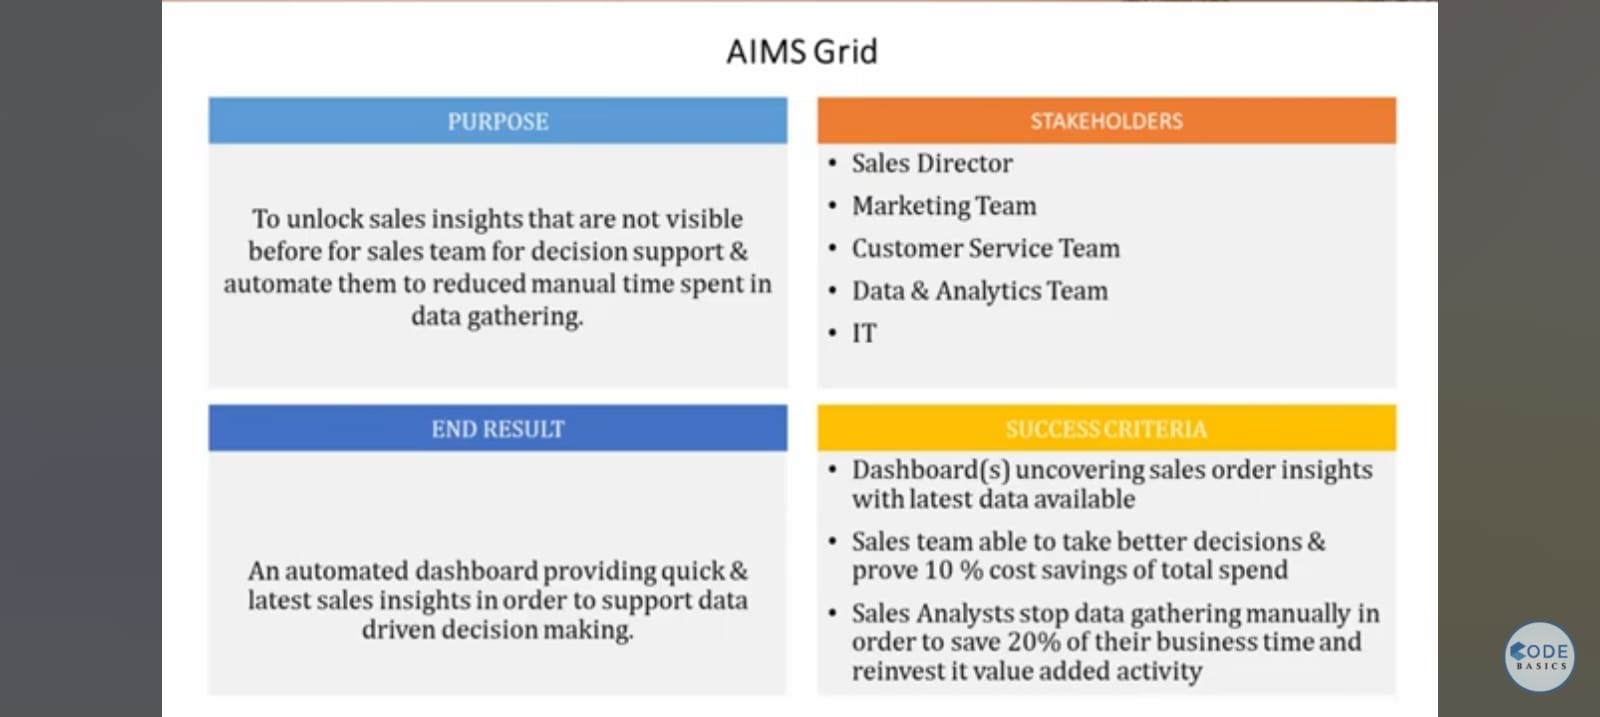 AIMS Grid
PURPOSE
To unlock sales insights that are not visible
before for sales team for decision support &
automate them to reduced manual time spent in
data gathering.
STAKEHOLDERS
• Sales Director
• Marketing Team
• Customer Service Team
• Data & Analytics Team
• IT
END RESULT
An automated dashboard providing quick &
latest sales insights in order to support data
driven decision making.
SUCCESS CRITERIA
• Dashboard(s) uncovering sales order insights
with latest data available
• Sales team able to take better decisions &
prove 10 % cost savings of total spend
• Sales Analysts stop data gathering manually in
order to save 20% of their business time and
reinvest it value added activity
CODE
BASICS